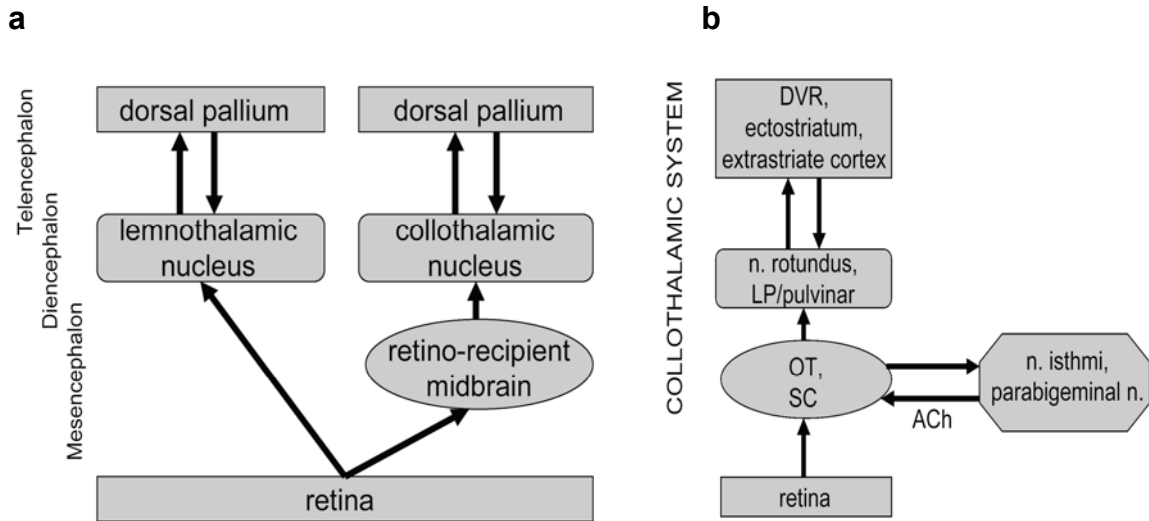 a
dorsal pallium
dorsal pallium
Telencephalon
lemnothalamic
nucleus
collothalamic
nucleus
Diencephalon
retino-recipient
midbrain
Mesencephalon
retina
b
COLLOTHALAMIC SYSTEM
DVR,
ectostriatum,
extrastriate cortex
n. rotundus,
LP/pulvinar
OT,
SC
n. isthmi,
parabigeminal n.
ACh
retina